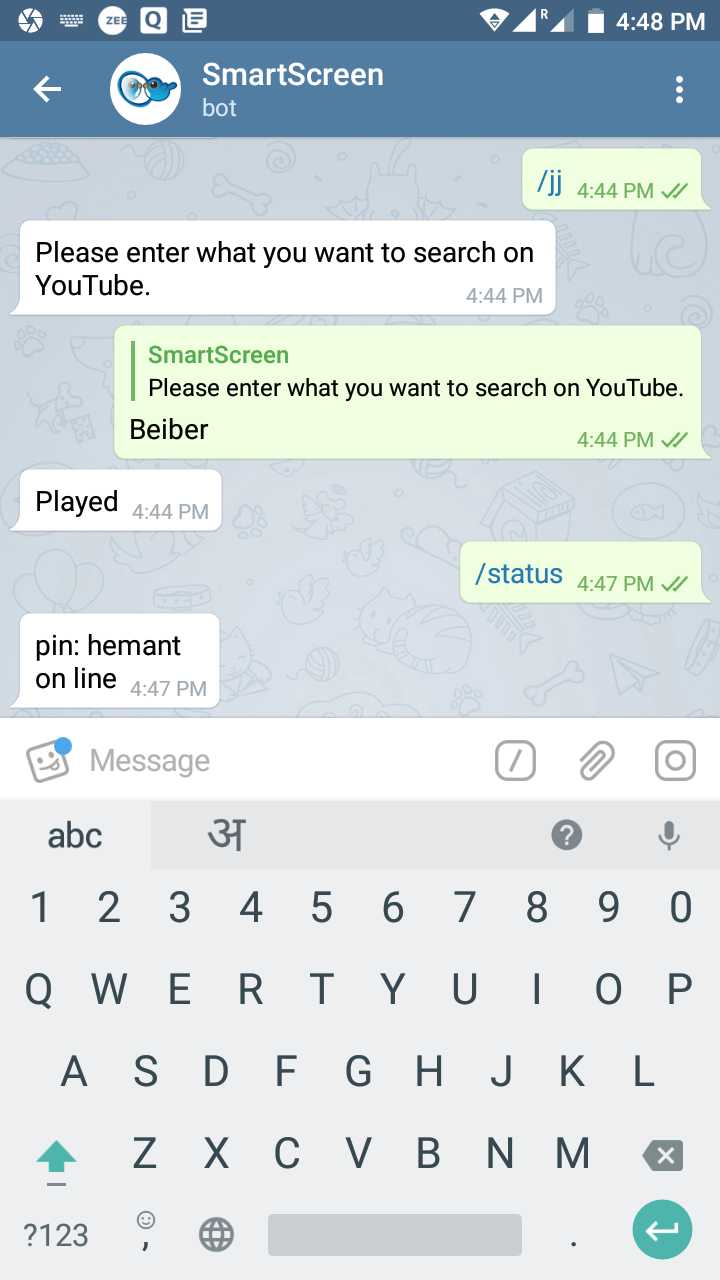 ZEE Q R 4:48 PM
SmartScreen
bot
/jj 4:44 PM
Please enter what you want to search on
YouTube.
4:44 PM
SmartScreen
Please enter what you want to search on YouTube.
Beiber
4:44 PM
Played 4:44 PM
/status 4:47 PM
pin: hemant
on line 4:47 PM
Message
abc अ
1 2 3 4 5 6 7 8 9 0
Q W E R T Y U I O P
A S D F G H J K L
Z X C V B N M
?123 , .